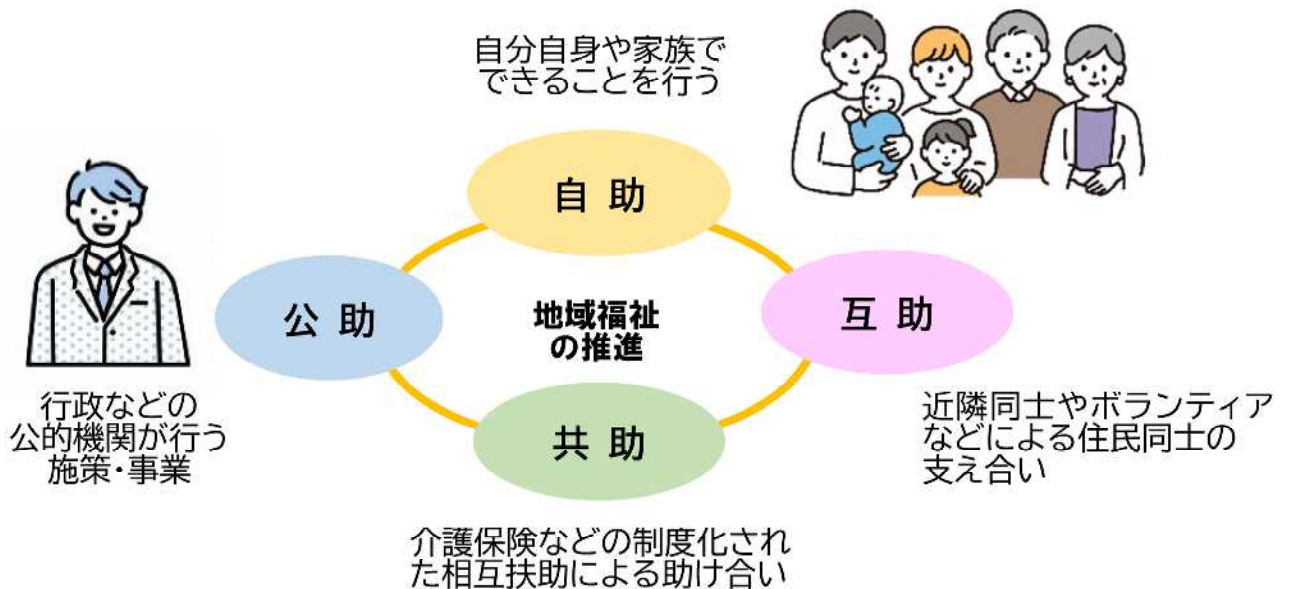 自分自身や家族で
できることを行う
自助
公助
地域福祉
の推進
互助
共助
行政などの
公的機関が行う
施策・事業
近隣同士やボランティア
などによる住民同士の
支え合い
介護保険などの制度化され
た相互扶助による助け合い